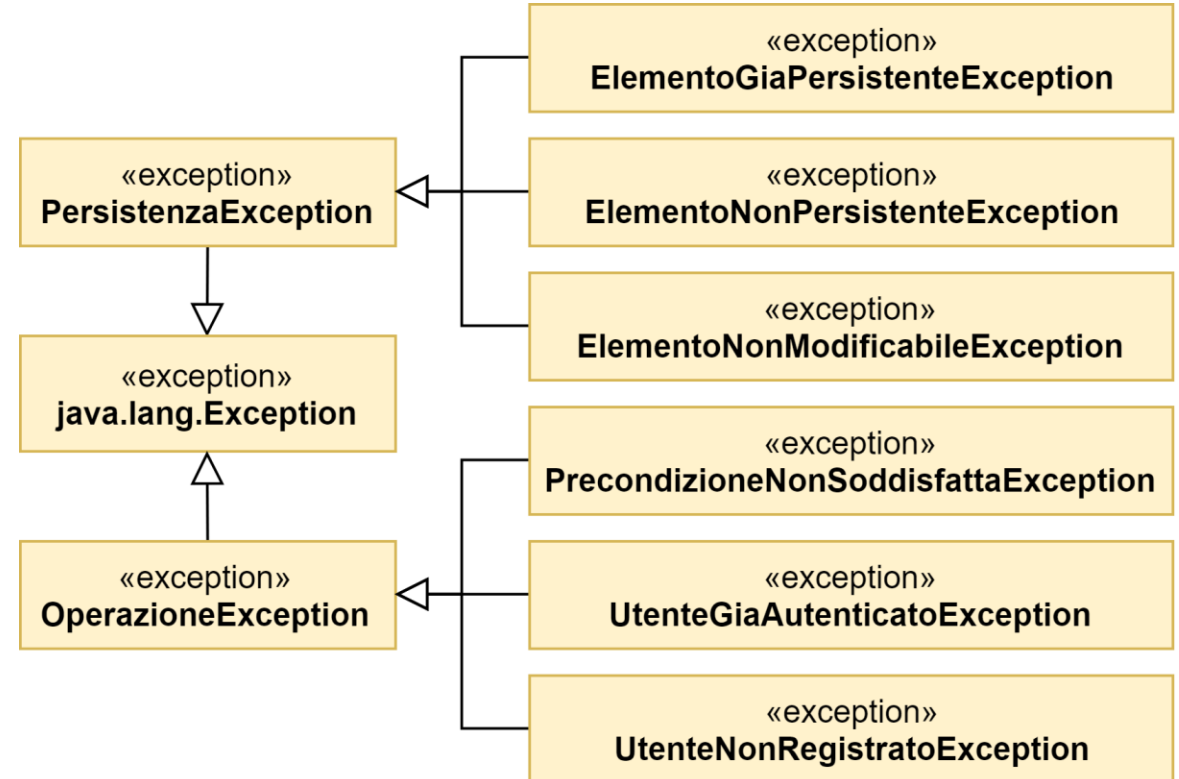 «exception»
ElementoGiaPersistenteException
«exception»
PersistenzaException
«exception»
ElementoNonPersistenteException
«exception»
ElementoNonModificabileException
«exception»
java.lang.Exception
«exception»
PrecondizioneNonSoddisfattaException
«exception»
OperazioneException
«exception»
UtenteGiaAutenticatoException
«exception»
UtenteNonRegistratoException